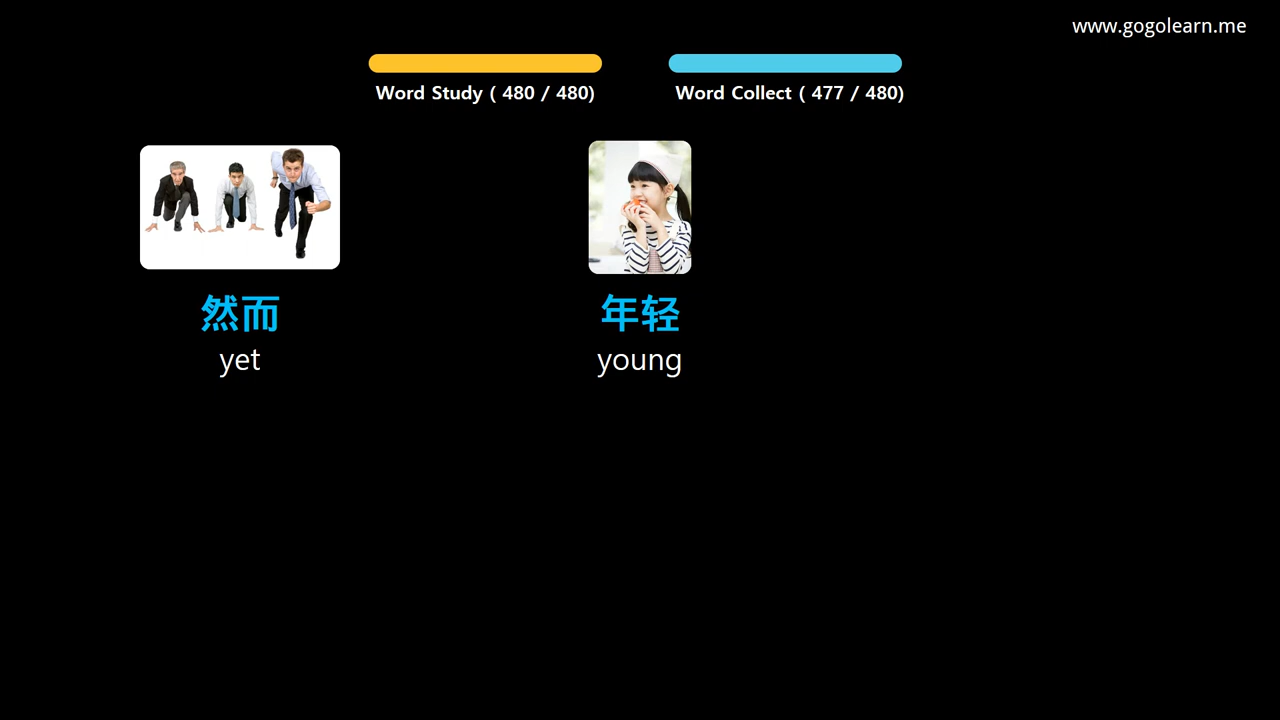 www.gogolearn.me
Word Study ( 480 / 480)
Word Collect ( 477 / 480)
然而
yet
年轻
young